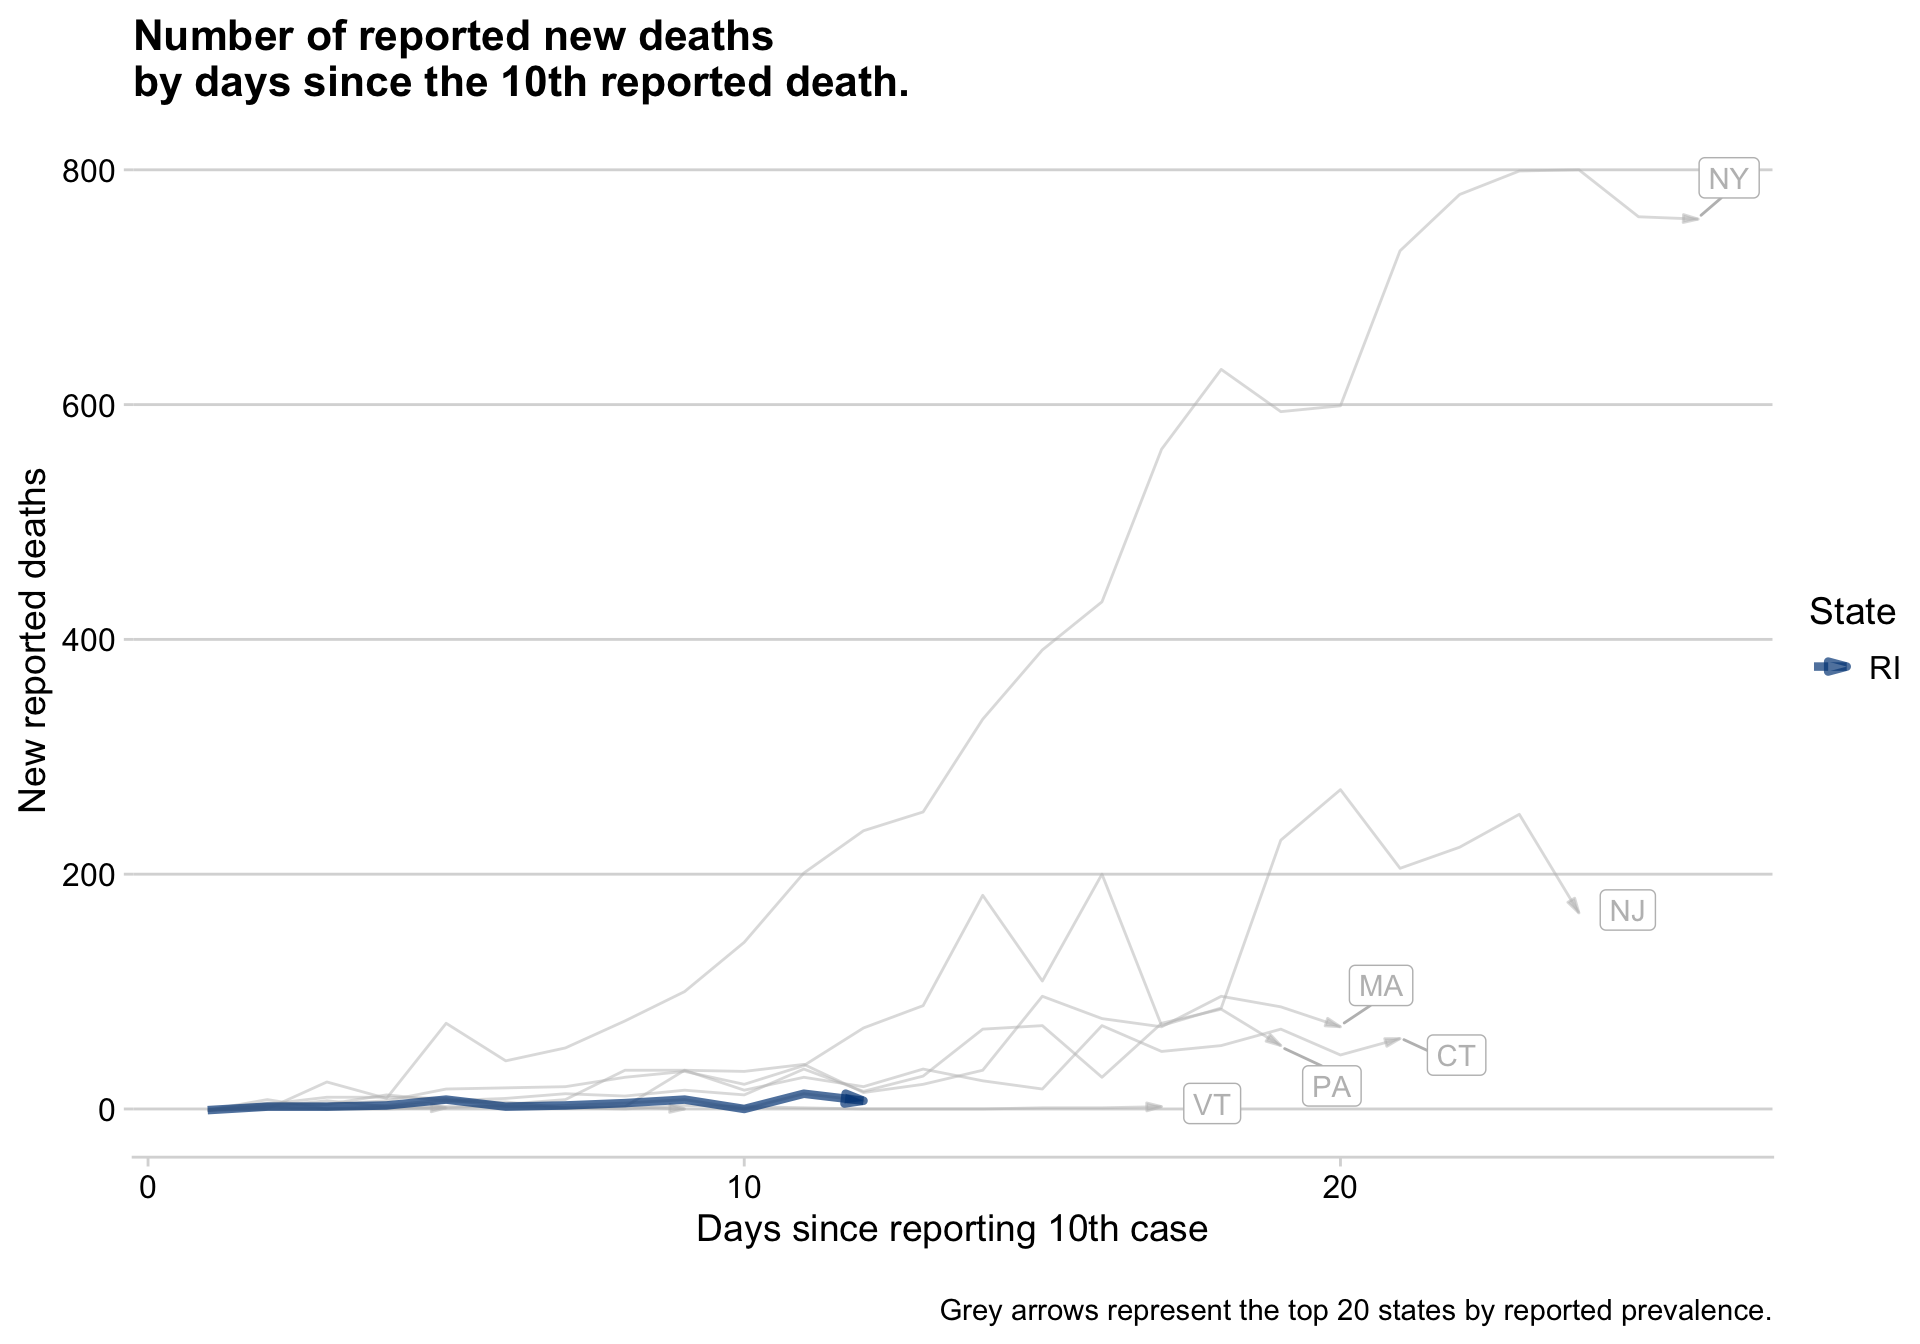 Number of reported new deaths
by days since the 10th reported death.
800
600
400
200
0
New reported deaths
NY
NJ
MA
CT
PA
VT
State
RI
0
10
20
Days since reporting 10th case
Grey arrows represent the top 20 states by reported prevalence.